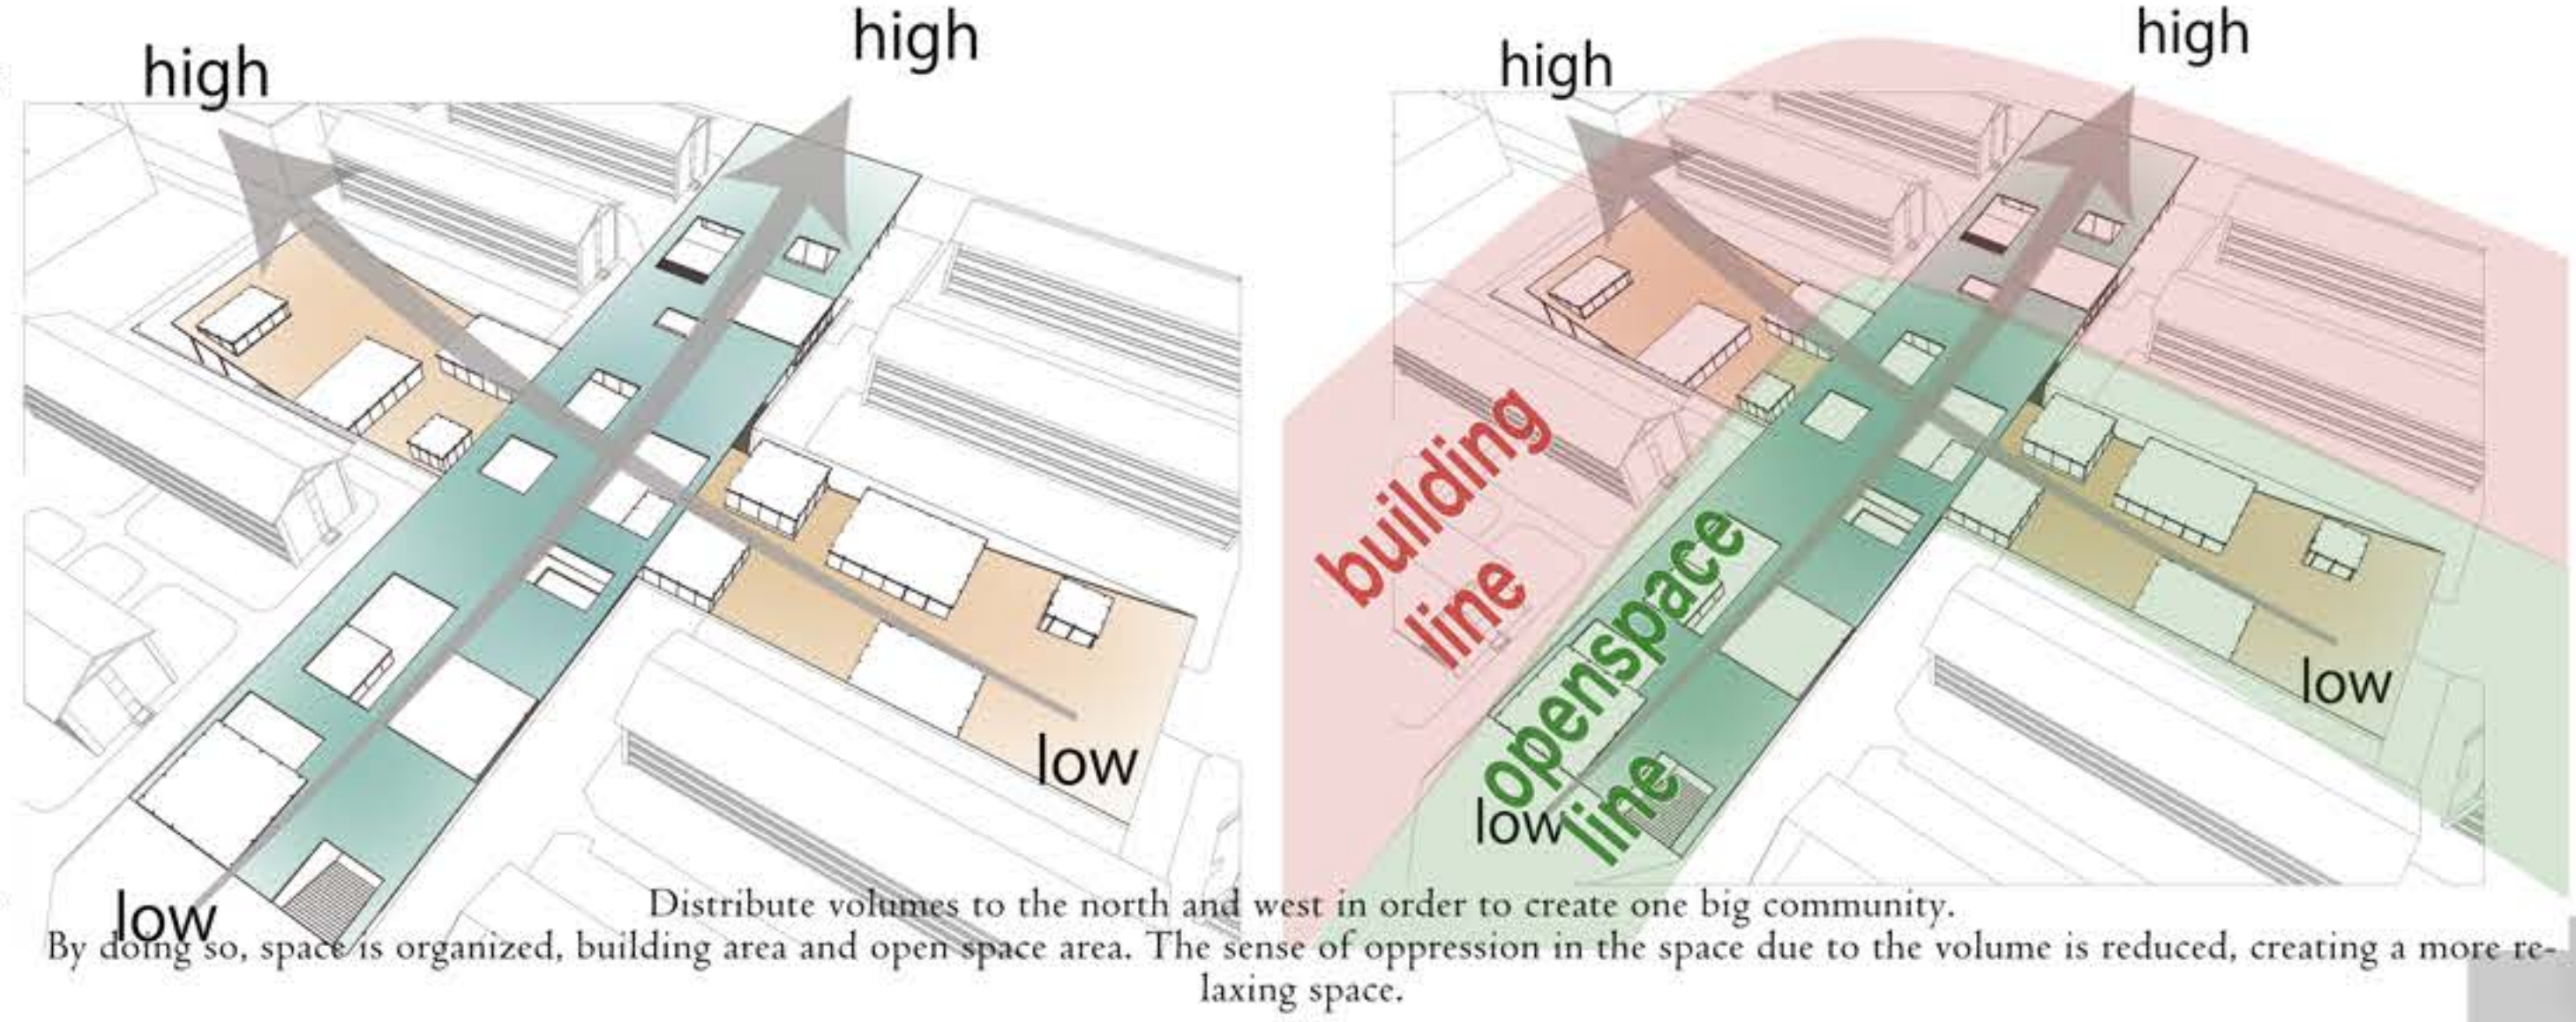 high
high
low
low
high
high
building
line
openspace
line
low
low
Distribute volumes to the north and west in order to create one big community.
By doing so, space is organized, building area and open space area. The sense of oppression in the space due to the volume is reduced, creating a more re-
laxing space.